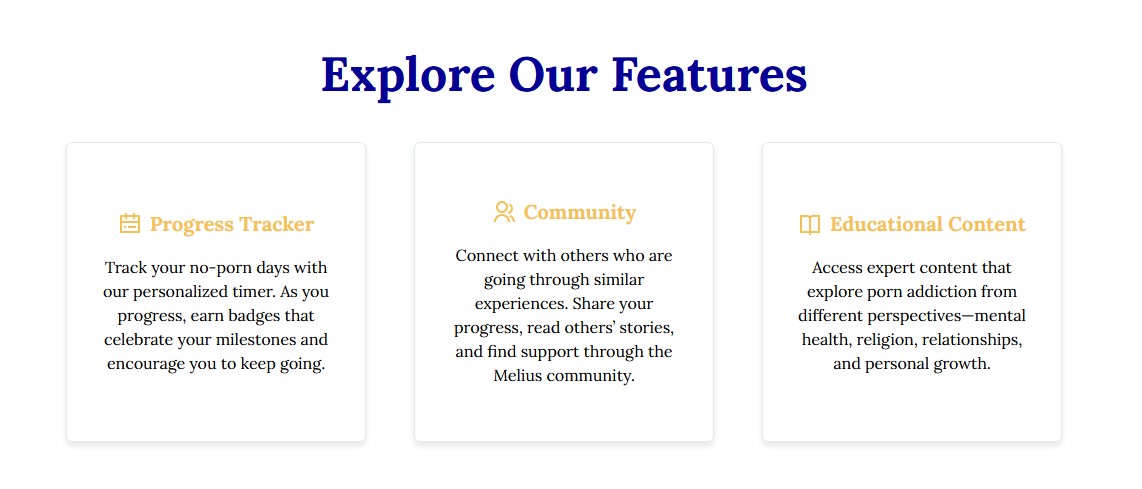 Explore Our Features
Progress Tracker
Track your no-porn days with
our personalized timer. As you
progress, earn badges that
celebrate your milestones and
encourage you to keep going.
Community
Connect with others who are
going through similar
experiences. Share your
progress, read others’ stories,
and find support through the
Melius community.
Educational Content
Access expert content that
explore porn addiction from
different perspectives—mental
health, religion, relationships,
and personal growth.